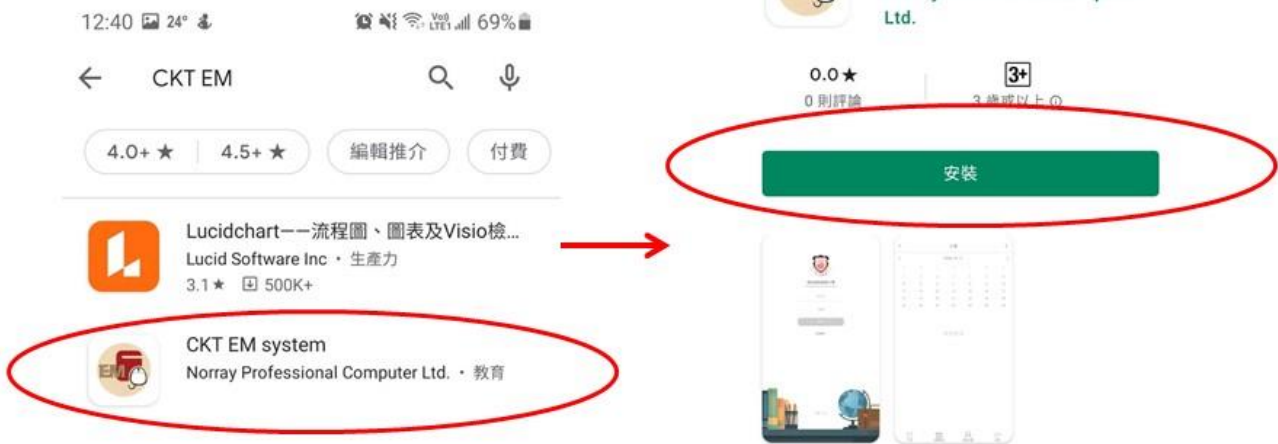 12:40 24° 69%
CKT EM
4.0+ ★ 4.5+ ★ 編輯推介 付費
Lucidchart——流程圖、圖表及Visio檢...
Lucid Software Inc • 生產力
3.1★ 500K+
CKT EM system
Norray Professional Computer Ltd. • 教育
EM
Ltd.
0.0★ 3+
0 則評論 3 歲或以上
安裝